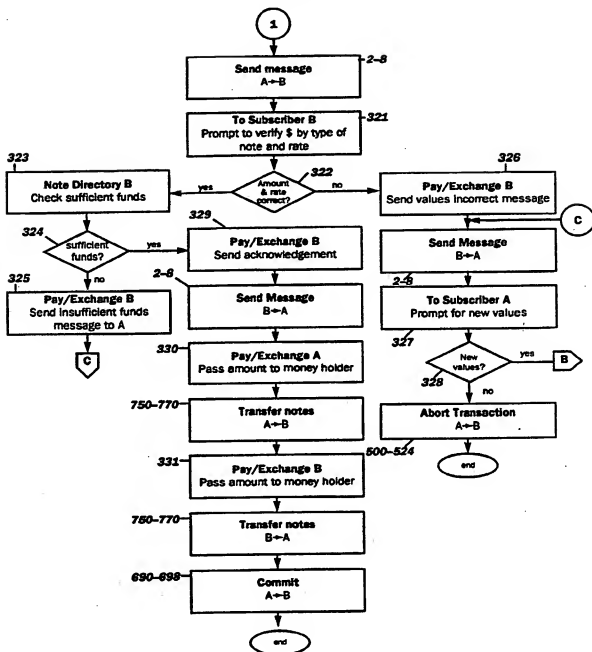 1
2–8
Send message
A→B
321
To Subscriber B
Prompt to verify $ by type of
note and rate
323
Note Directory B
Check sufficient funds
yes
Amount
& rate
correct?
322
no
326
Pay/Exchange B
Send values incorrect message
C
324
sufficient
funds?
yes
no
329
Pay/Exchange B
Send acknowledgement
Send Message
B→A
2–8
325
Pay/Exchange B
Send insufficient funds
message to A
C
2–8
Send Message
B→A
To Subscriber A
Prompt for new
values
327
330
Pay/Exchange A
Pass amount to money holder
New
values?
328
yes
B
no
750–770
Transfer notes
A→B
Abort Transaction
A→B
500–524
end
331
Pay/Exchange B
Pass amount to money holder
750–770
Transfer notes
B→A
690–698
Commit
A→B
end